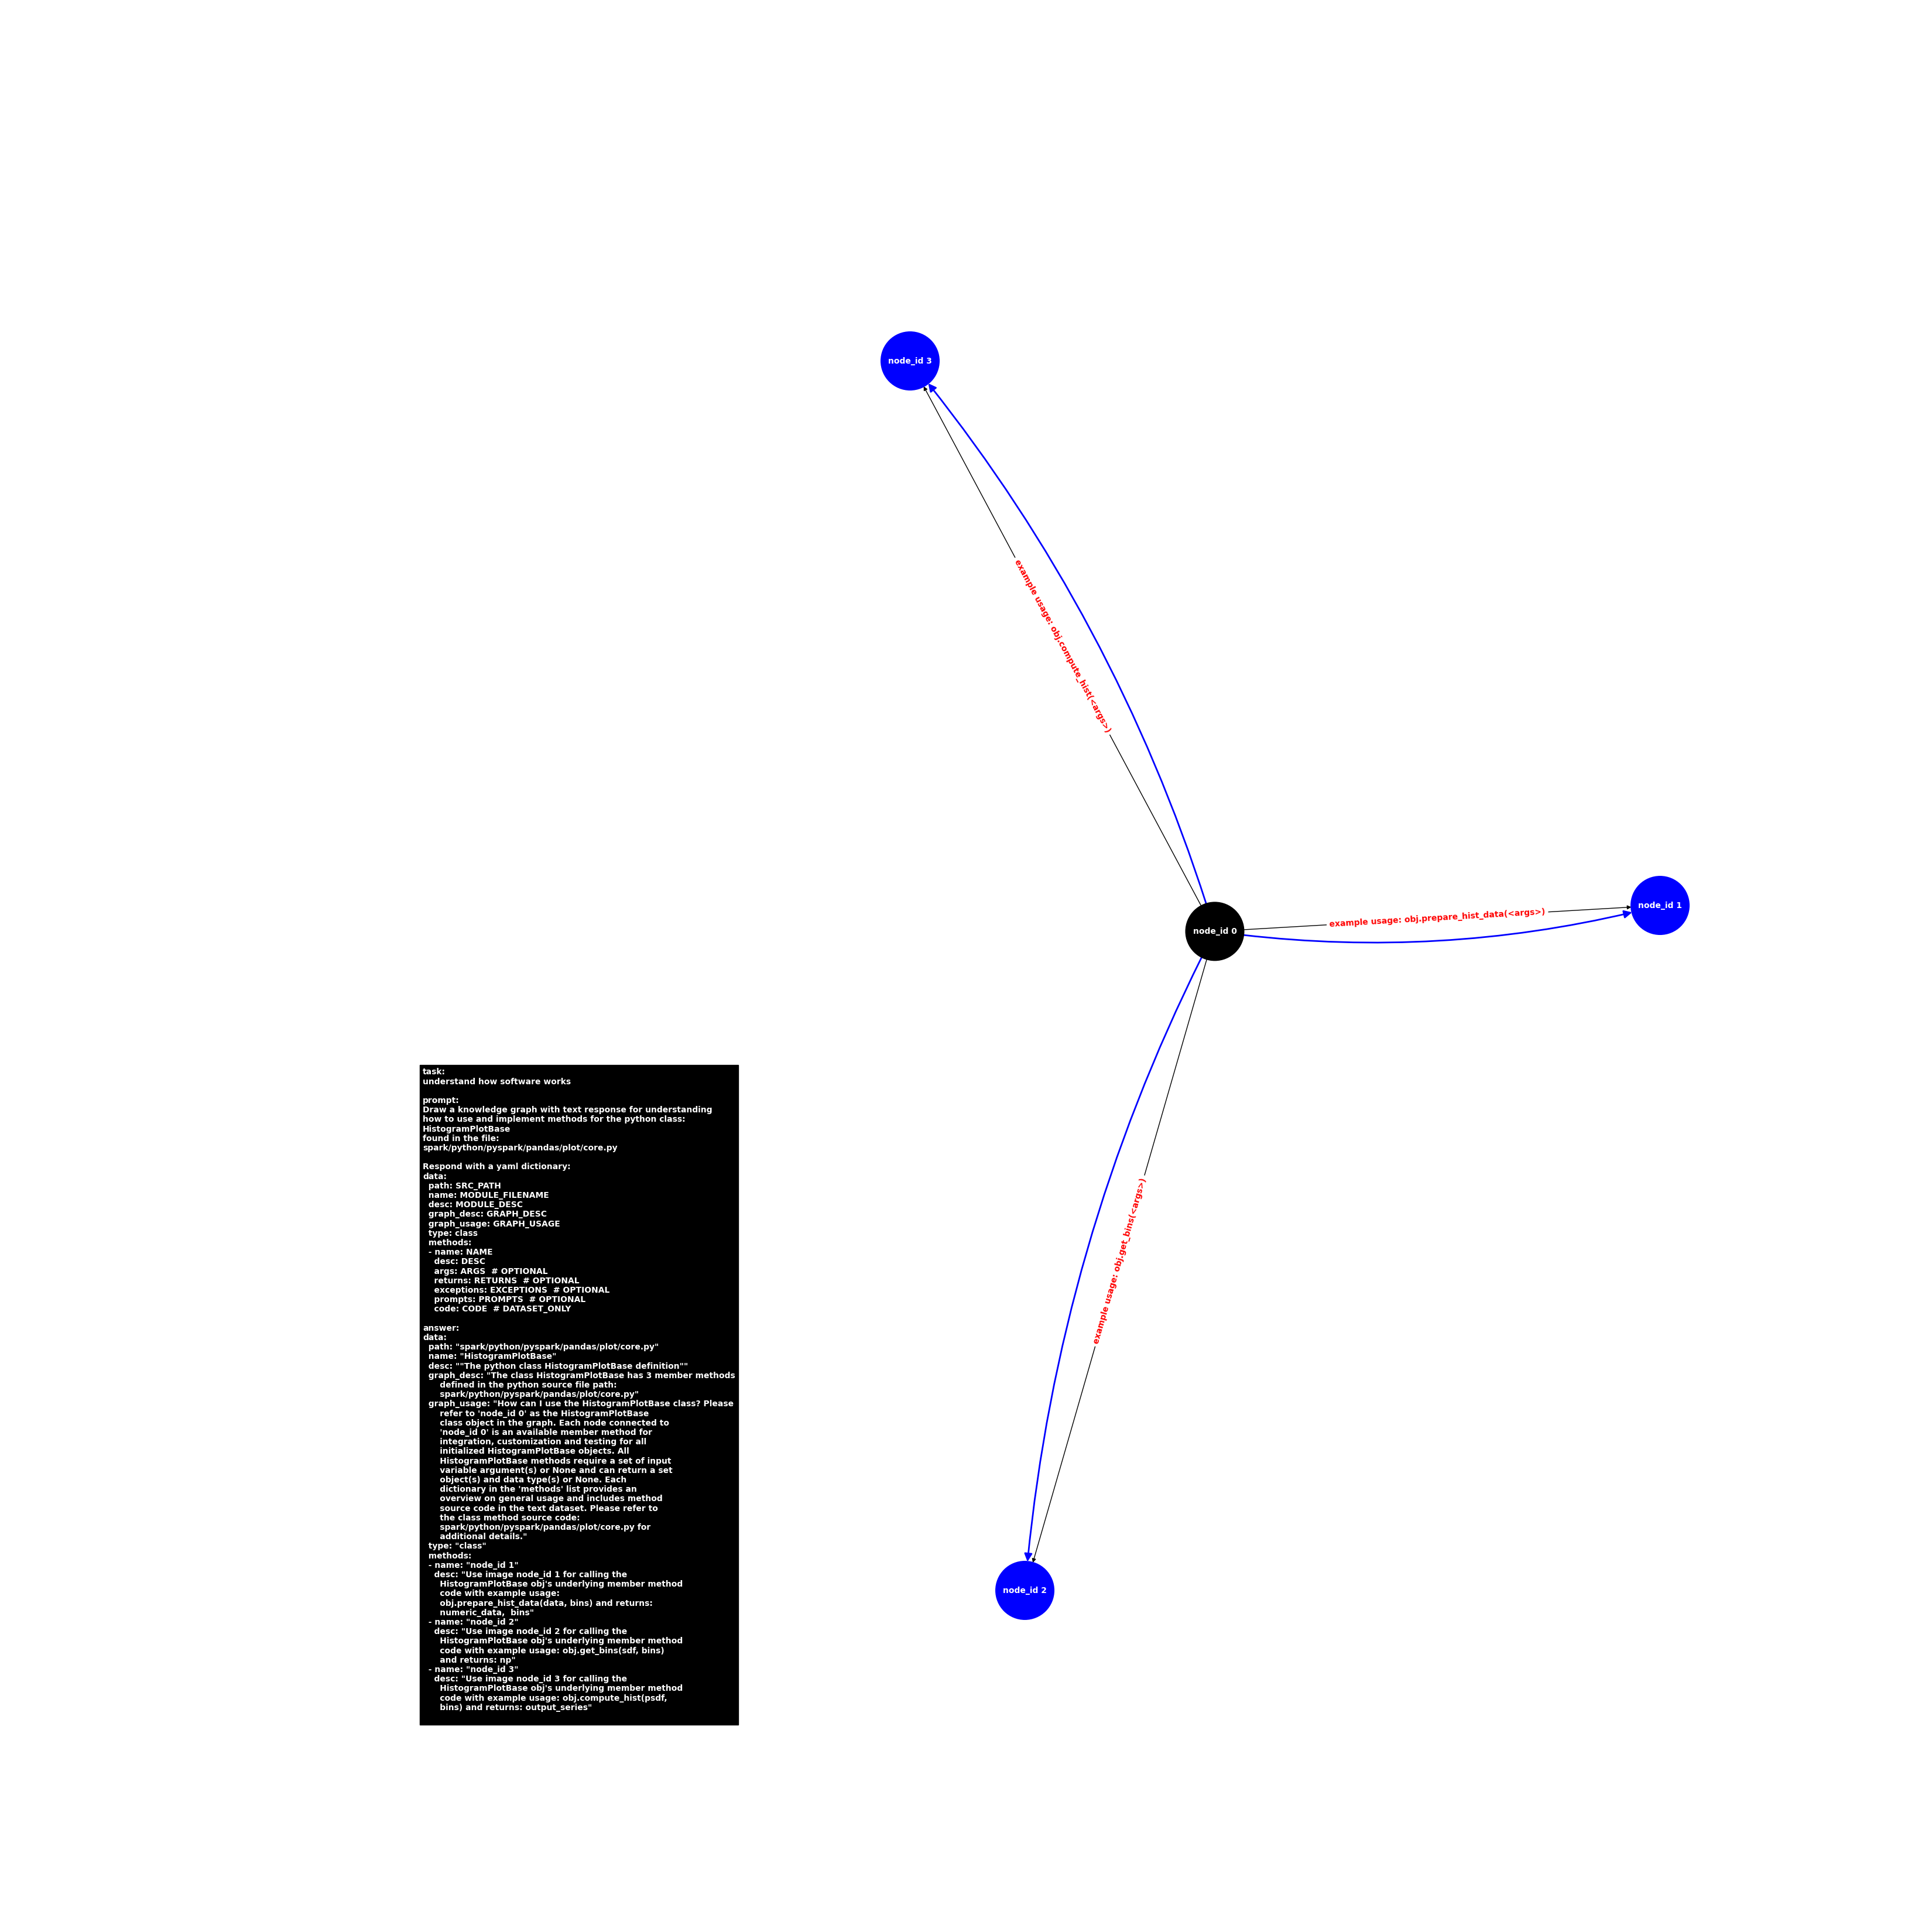 node_id 3
example usage: obj.compute_hist(<args>)
node_id 1
example usage: obj.prepare_hist_data(<args>)
node_id 0
example usage: obj.get_bins(<args>)
node_id 2
task:
understand how software works

prompt:
Draw a knowledge graph with text response for understanding
how to use and implement methods for the python class:
HistogramPlotBase
found in the file:
spark/python/pyspark/pandas/plot/core.py

Respond with a yaml dictionary:
data:
  path: SRC_PATH
  name: MODULE_FILENAME
  desc: MODULE_DESC
  graph_desc: GRAPH_DESC
  graph_usage: GRAPH_USAGE
  type: class
  methods:
  - name: NAME
    desc: DESC
    args: ARGS  # OPTIONAL
    returns: RETURNS  # OPTIONAL
    exceptions: EXCEPTIONS  # OPTIONAL
    prompts: PROMPTS  # OPTIONAL
    code: CODE  # DATASET_ONLY

answer:
data:
  path: "spark/python/pyspark/pandas/plot/core.py"
  name: "HistogramPlotBase"
  desc: ""The python class HistogramPlotBase definition""
  graph_desc: "The class HistogramPlotBase has 3 member methods
      defined in the python source file path:
      spark/python/pyspark/pandas/plot/core.py"
  graph_usage: "How can I use the HistogramPlotBase class? Please
      refer to 'node_id 0' as the HistogramPlotBase
      class object in the graph. Each node connected to
      'node_id 0' is an available member method for
      integration, customization and testing for all
      initialized HistogramPlotBase objects. All
      HistogramPlotBase methods require a set of input
      variable argument(s) or None and can return a set
      object(s) and data type(s) or None. Each
      dictionary in the 'methods' list provides an
      overview on general usage and includes method
      source code in the text dataset. Please refer to
      the class method source code:
      spark/python/pyspark/pandas/plot/core.py for
      additional details."
  type: "class"
  methods:
  - name: "node_id 1"
    desc: "Use image node_id 1 for calling the
      HistogramPlotBase obj's underlying member method
      code with example usage:
      obj.prepare_hist_data(data, bins) and returns:
      numeric_data,  bins"
  - name: "node_id 2"
    desc: "Use image node_id 2 for calling the
      HistogramPlotBase obj's underlying member method
      code with example usage: obj.get_bins(sdf, bins)
      and returns: np"
  - name: "node_id 3"
    desc: "Use image node_id 3 for calling the
      HistogramPlotBase obj's underlying member method
      code with example usage: obj.compute_hist(psdf,
      bins) and returns: output_series"